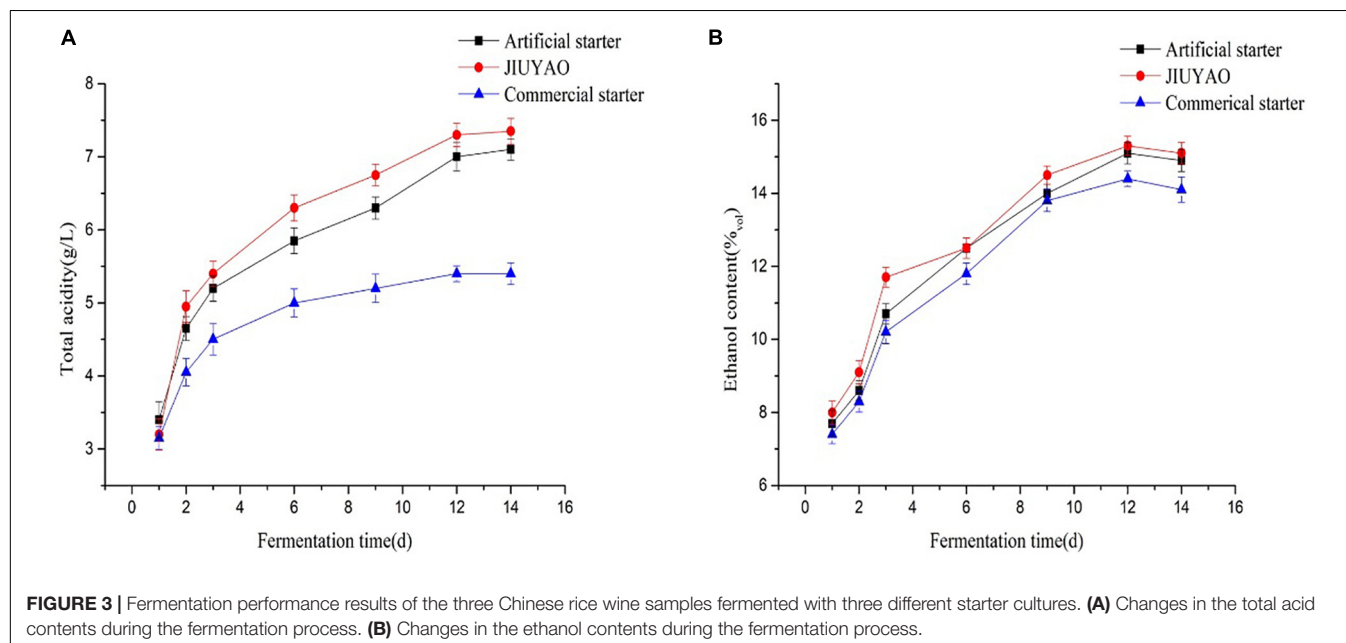 A
Artificial starter
JIUYAO
Commercial starter
8
7
6
5
4
3
Total acidity(g/L)
0 2 4 6 8 10 12 14 16
Fermentation time(d)
B
Artificial starter
JIUYAO
Commerical starter
16
14
12
10
8
6
Ethanol content(%vol)
0 2 4 6 8 10 12 14 16
Fermentation time(d)
FIGURE 3 | Fermentation performance results of the three Chinese rice wine samples fermented with three different starter cultures. (A) Changes in the total acid
contents during the fermentation process. (B) Changes in the ethanol contents during the fermentation process.